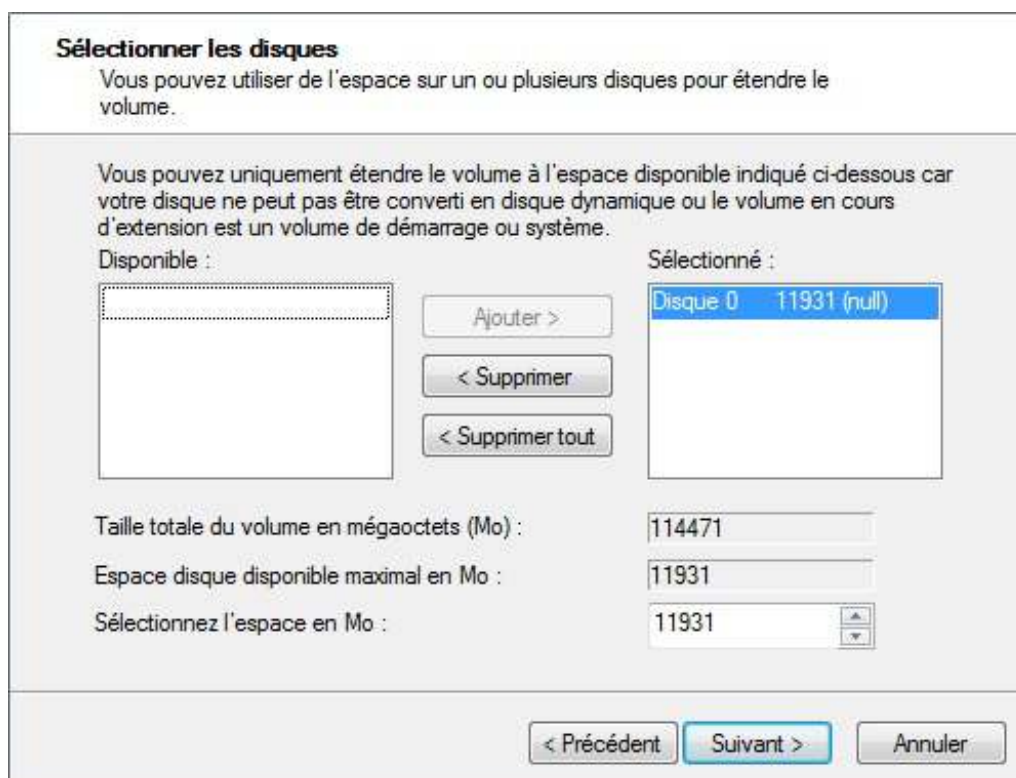 Sélectionner les disques
Vous pouvez utiliser de l'espace sur un ou plusieurs disques pour étendre le
volume.
Vous pouvez uniquement étendre le volume à l'espace disponible indiqué ci-dessous car
votre disque ne peut pas être converti en disque dynamique ou le volume en cours
d'extension est un volume de démarrage ou système.
Disponible :
Sélectionné :
Disque 0 11931 (null)
Ajouter >
< Supprimer
< Supprimer tout
Taille totale du volume en mégaoctets (Mo) : 114471
Espace disque disponible maximal en Mo : 11931
Sélectionnez l'espace en Mo : 11931
< Précédent Suivant > Annuler